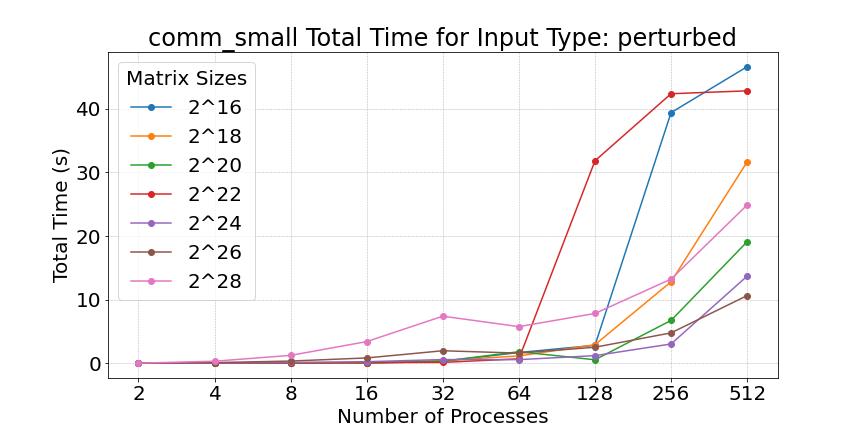 comm_small Total Time for Input Type: perturbed
Matrix Sizes
2^16
2^18
2^20
2^22
2^24
2^26
2^28
Total Time (s)
40
30
20
10
0
2 4 8 16 32 64 128 256 512
Number of Processes